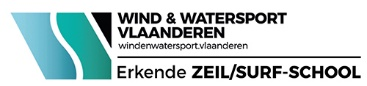 WIND & WATERSPORT
VLAANDEREN
windenwatersport.vlaanderen
Erkende ZEIL/SURF-SCHOOL